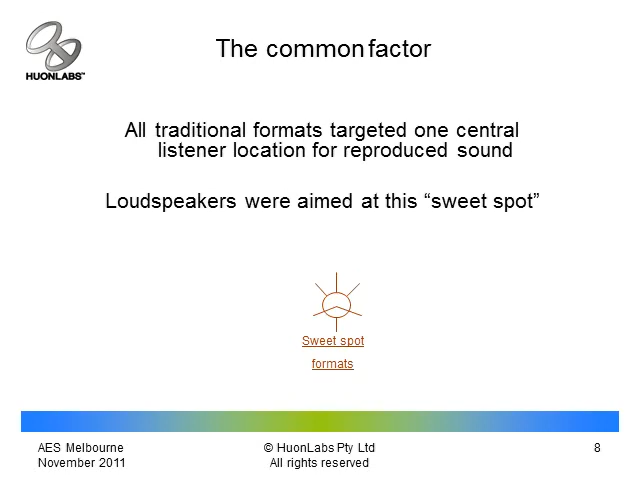 HUONLABS™
The common factor
All traditional formats targeted one central
listener location for reproduced sound
Loudspeakers were aimed at this “sweet spot”
Sweet spot
formats
AES Melbourne
November 2011
© HuonLabs Pty Ltd
All rights reserved
8